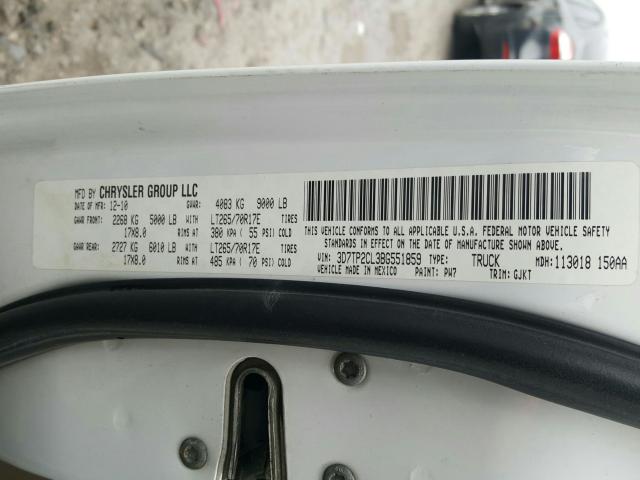 MFD BY CHRYSLER GROUP LLC
DATE OF MFR: 12-10 GVWR: 4083 KG 9000 LB
GAWR FRONT: 2268 KG 5000 LB WITH LT265/70R17E TIRES
17X8.0 RIMS AT 380 KPA ( 55 PSI) COLD
GAWR REAR: 2727 KG 6010 LB WITH LT265/70R17E TIRES
17X8.0 RIMS AT 485 KPA ( 70 PSI) COLD
THIS VEHICLE CONFORMS TO ALL APPLICABLE U.S.A. FEDERAL MOTOR VEHICLE SAFETY
STANDARDS IN EFFECT ON THE DATE OF MANUFACTURE SHOWN ABOVE.
VIN: 3D7TP2CL3BG551859 TYPE: TRUCK MDH: 113018 150AA
VEHICLE MADE IN MEXICO PAINT: PW7 TRIM: GJKT